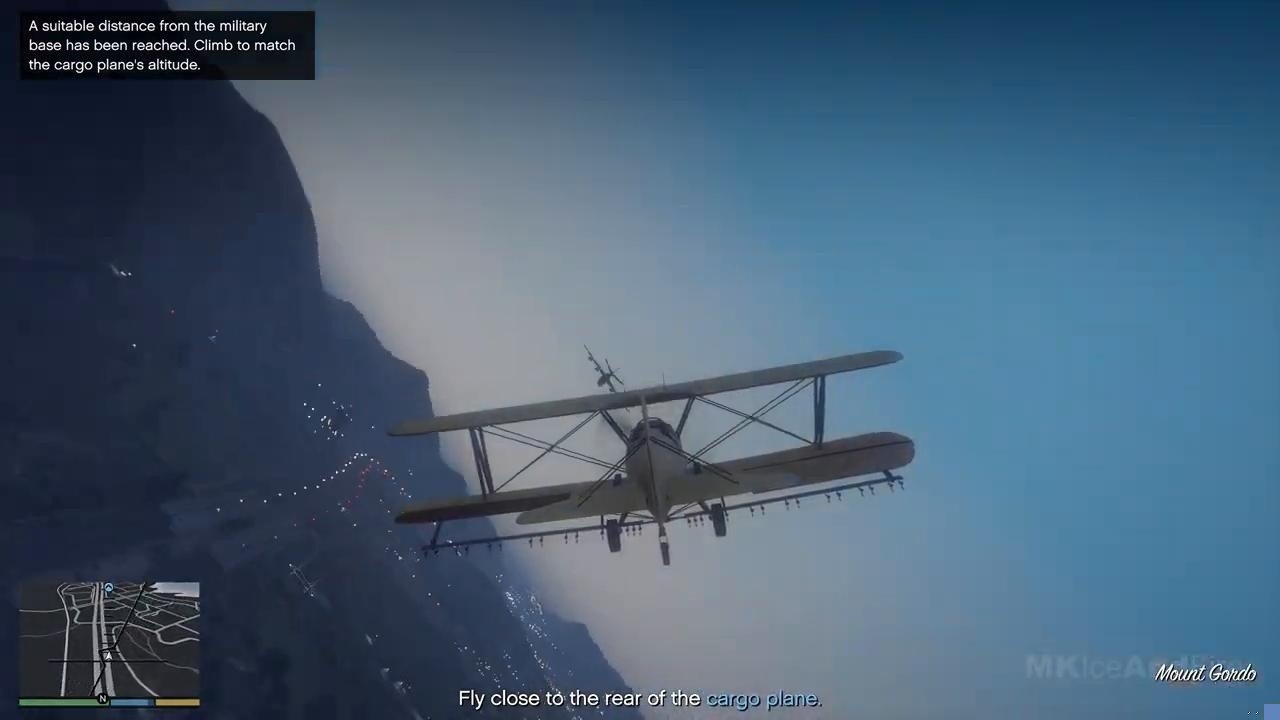 A suitable distance from the military
base has been reached. Climb to match
the cargo plane's altitude.
Mount Gordo
N
Fly close to the rear of the cargo plane.